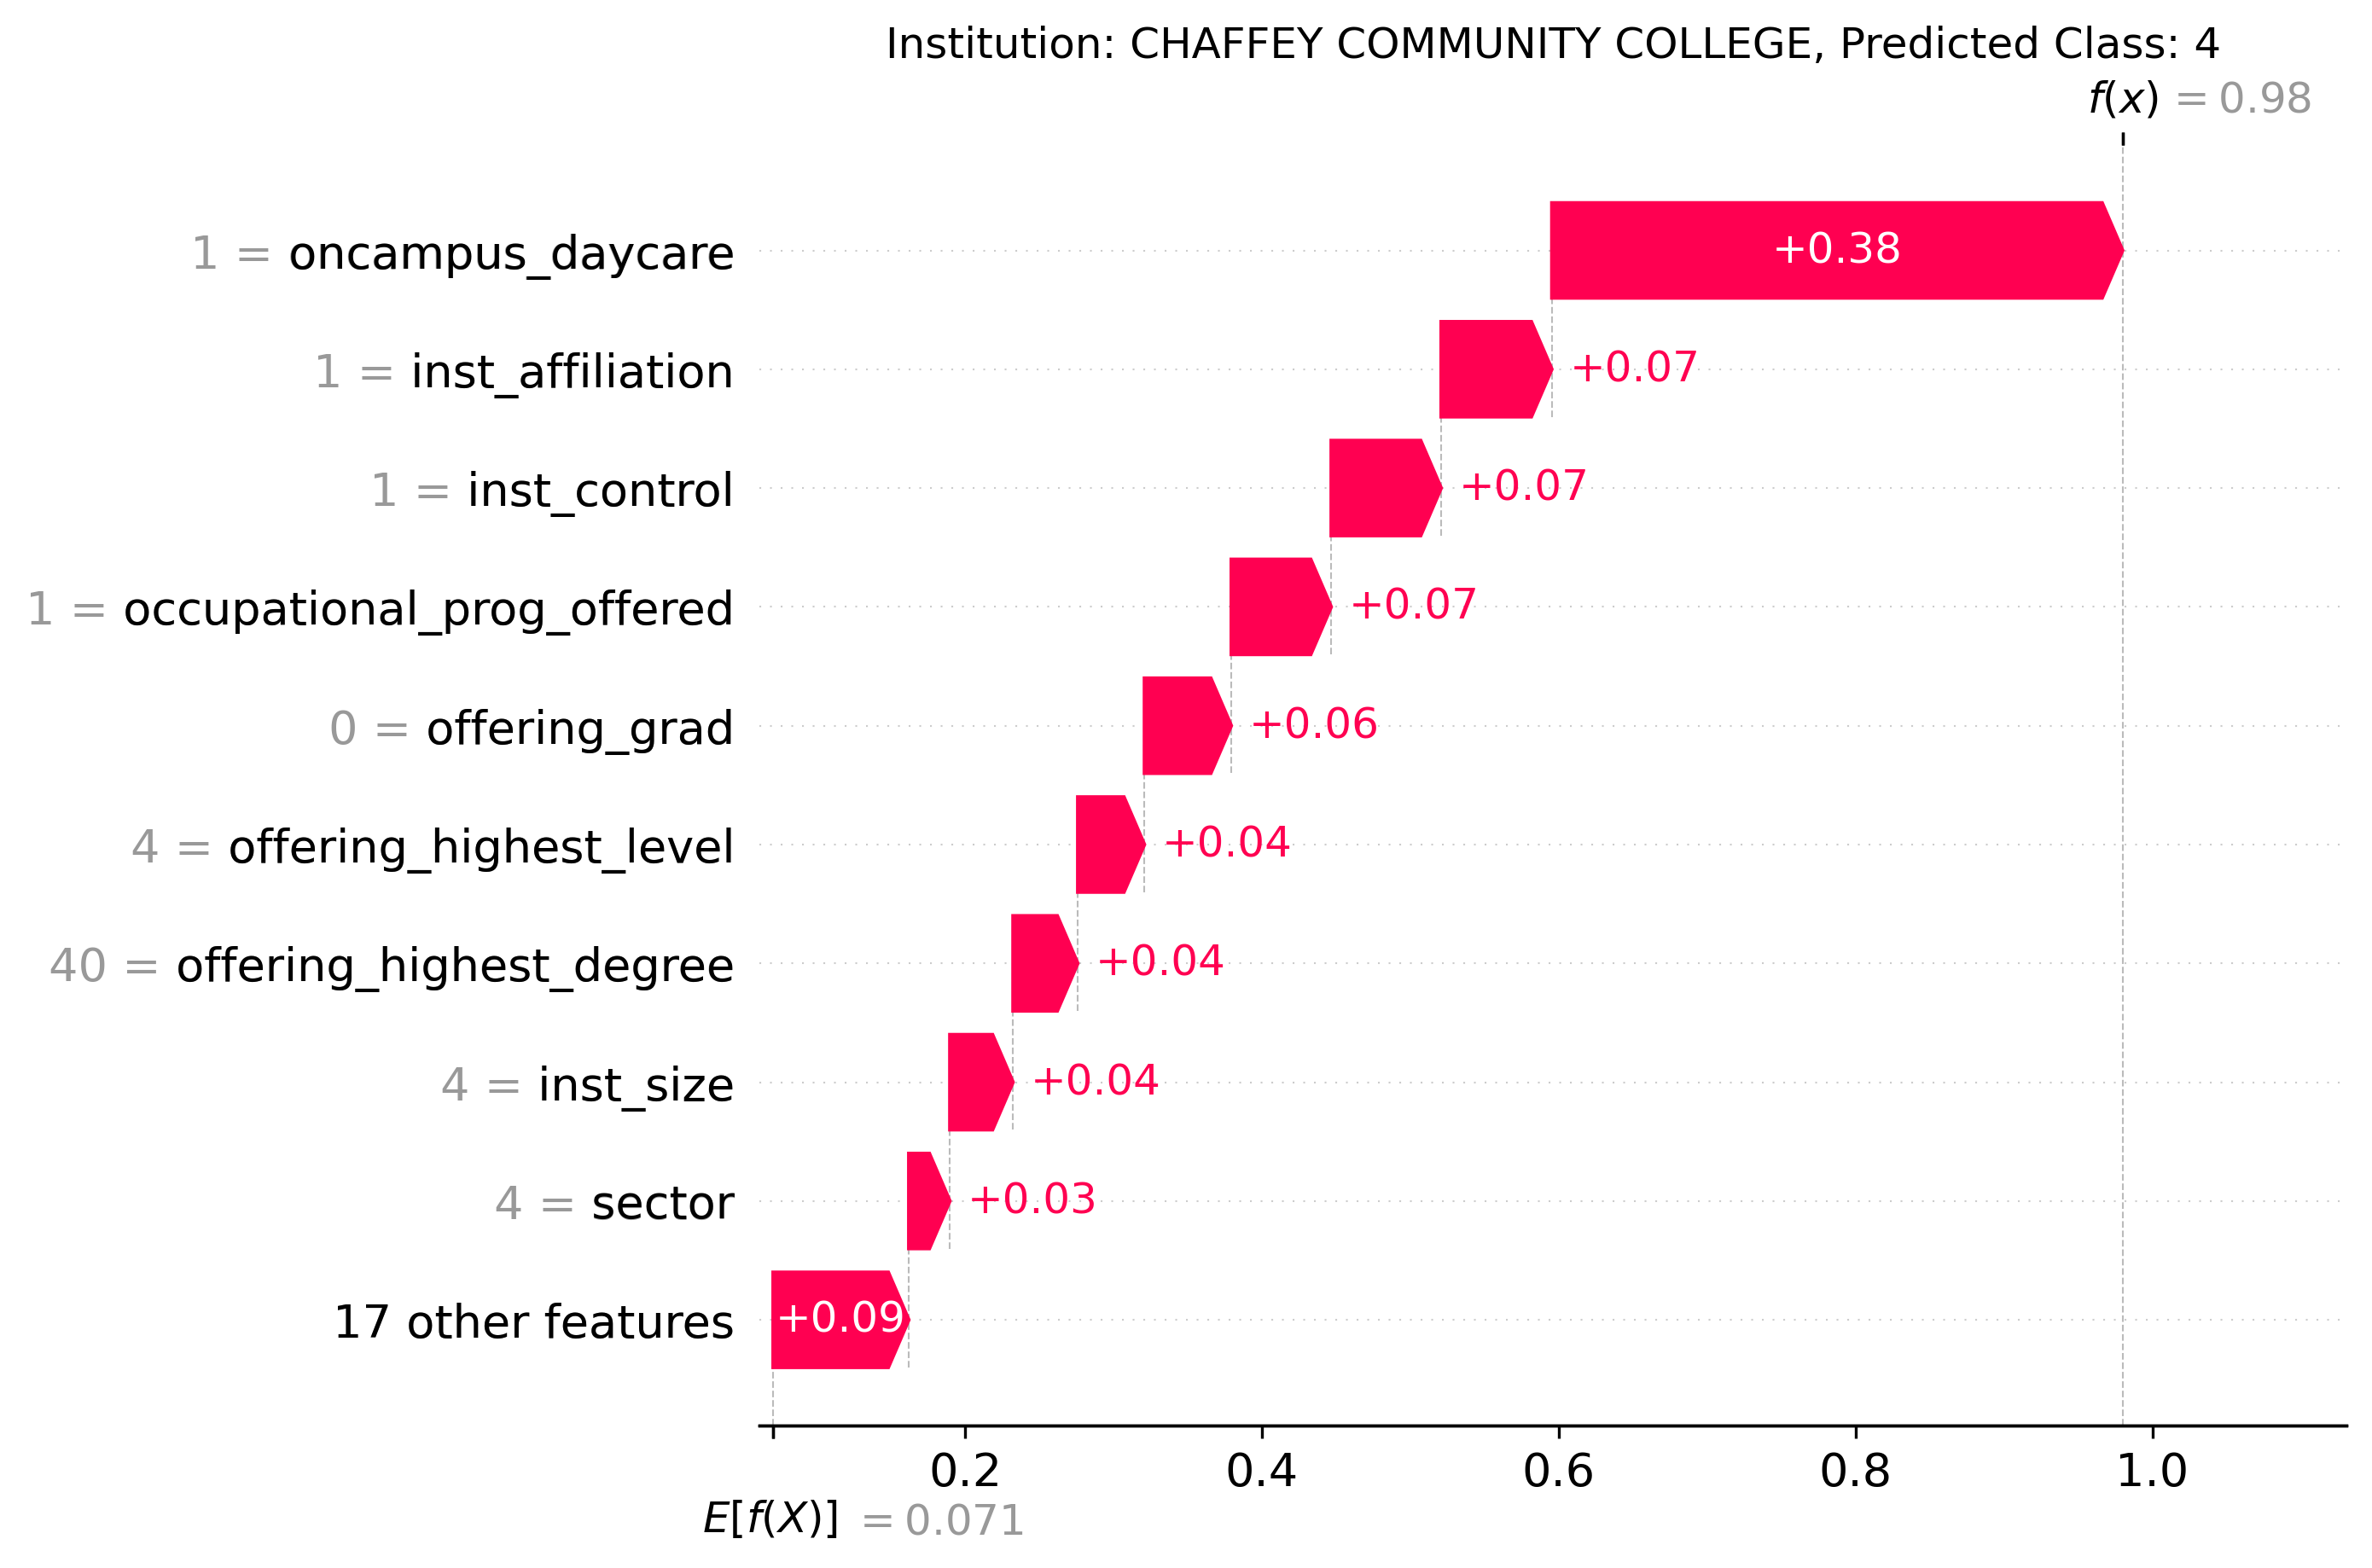 Institution: CHAFFEY COMMUNITY COLLEGE, Predicted Class: 4
f(x) = 0.98
1 = oncampus_daycare +0.38
1 = inst_affiliation +0.07
1 = inst_control +0.07
1 = occupational_prog_offered +0.07
0 = offering_grad +0.06
4 = offering_highest_level +0.04
40 = offering_highest_degree +0.04
4 = inst_size +0.04
4 = sector +0.03
17 other features +0.09
0.2 0.4 0.6 0.8 1.0
E[f(X)] = 0.071